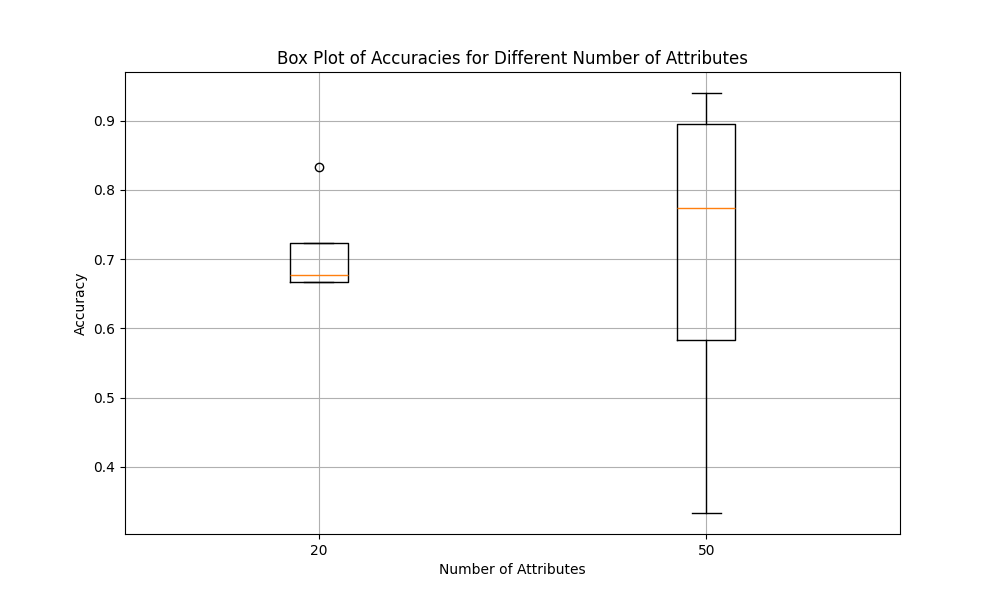 Box Plot of Accuracies for Different Number of Attributes
0.9
0.8
0.7
0.6
0.5
0.4
Accuracy
20
50
Number of Attributes